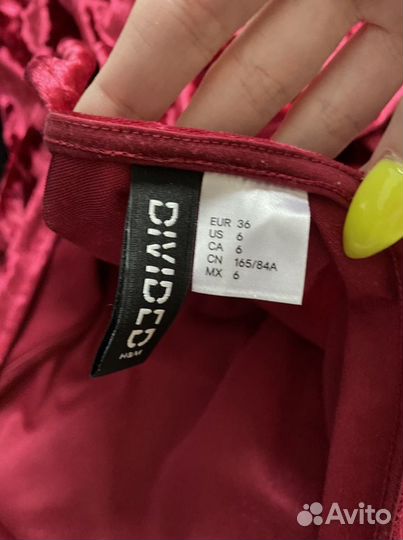 DIVIDED
H&M
EUR 36
US 6
CA 6
CN 165/84A
MX 6
Avito